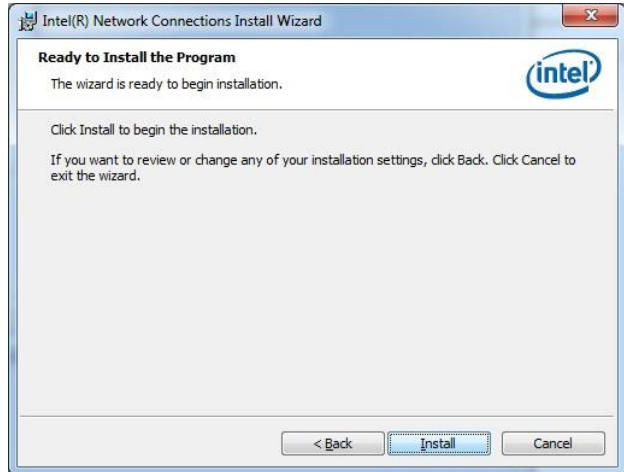 Intel(R) Network Connections Install Wizard
Ready to Install the Program
The wizard is ready to begin installation.
intel
Click Install to begin the installation.
If you want to review or change any of your installation settings, click Back. Click Cancel to
exit the wizard.
< Back Install Cancel